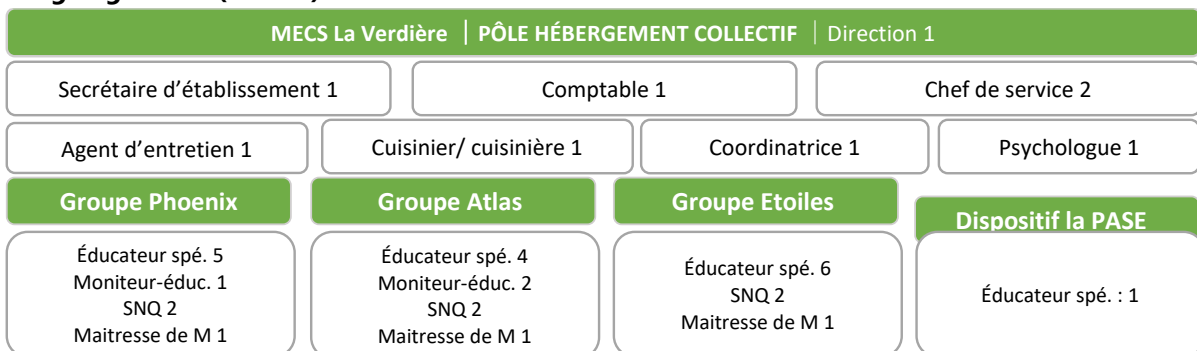 MECS La Verdière | PÔLE HÉBERGEMENT COLLECTIF | Direction 1
Secrétaire d'établissement 1
Comptable 1
Chef de service 2
Agent d'entretien 1
Cuisinier/ cuisinière 1
Coordinatrice 1
Psychologue 1
Groupe Phoenix
Groupe Atlas
Groupe Etoiles
Dispositif la PASE
Éducateur spé. 5
Moniteur-éduc. 1
SNQ 2
Maitresse de M 1
Éducateur spé. 4
Moniteur-éduc. 2
SNQ 2
Maitresse de M 1
Éducateur spé. 6
SNQ 2
Maitresse de M 1
Éducateur spé. : 1